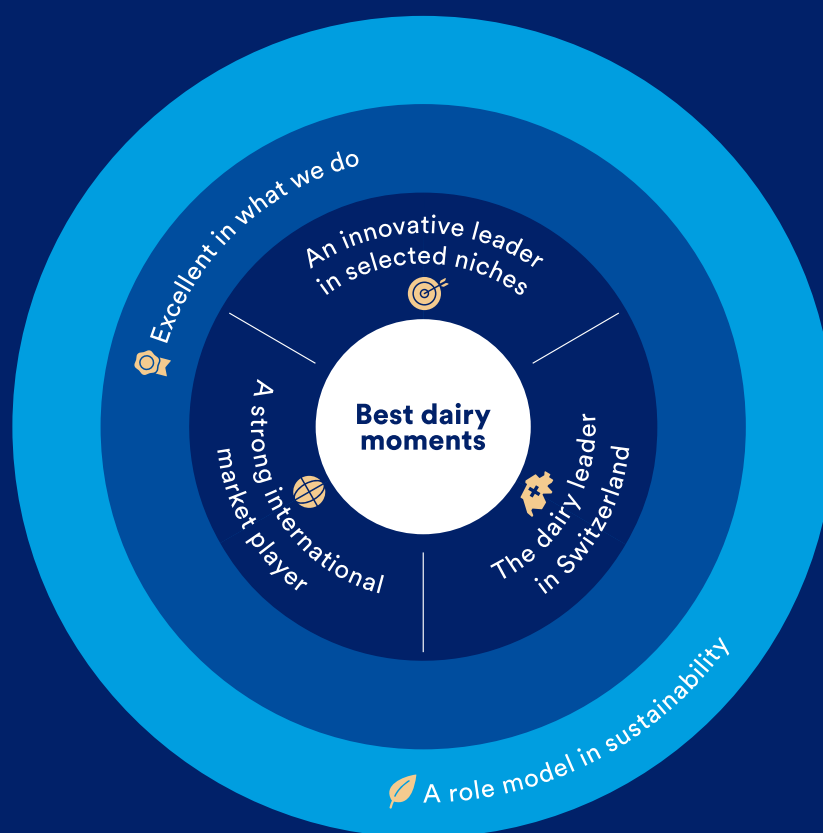 Excellent in what we do
An innovative leader
in selected niches
Best dairy
moments
A strong international
market player
The dairy leader
in Switzerland
A role model in sustainability